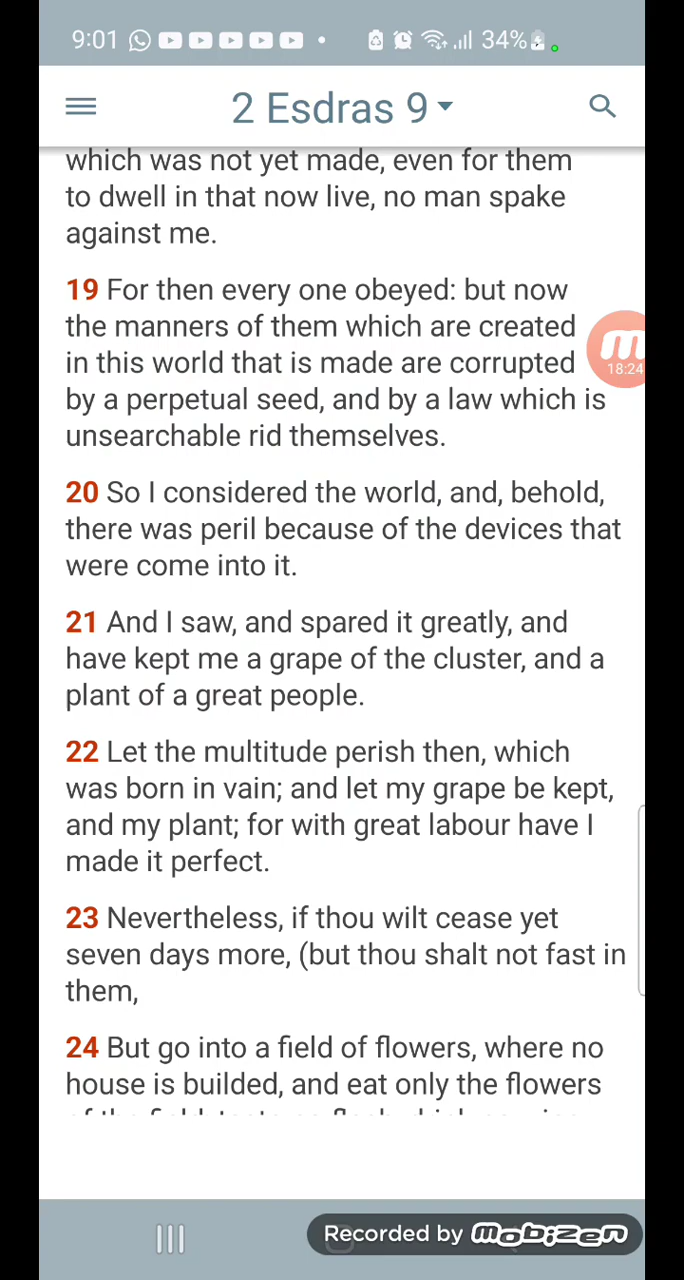 9:01 34%
2 Esdras 9
which was not yet made, even for them
to dwell in that now live, no man spake
against me.
19 For then every one obeyed: but now
the manners of them which are created
in this world that is made are corrupted
by a perpetual seed, and by a law which is
unsearchable rid themselves.
18:24
20 So I considered the world, and, behold,
there was peril because of the devices that
were come into it.
21 And I saw, and spared it greatly, and
have kept me a grape of the cluster, and a
plant of a great people.
22 Let the multitude perish then, which
was born in vain; and let my grape be kept,
and my plant; for with great labour have I
made it perfect.
23 Nevertheless, if thou wilt cease yet
seven days more, (but thou shalt not fast in
them,
24 But go into a field of flowers, where no
house is builded, and eat only the flowers
Recorded by mobizen